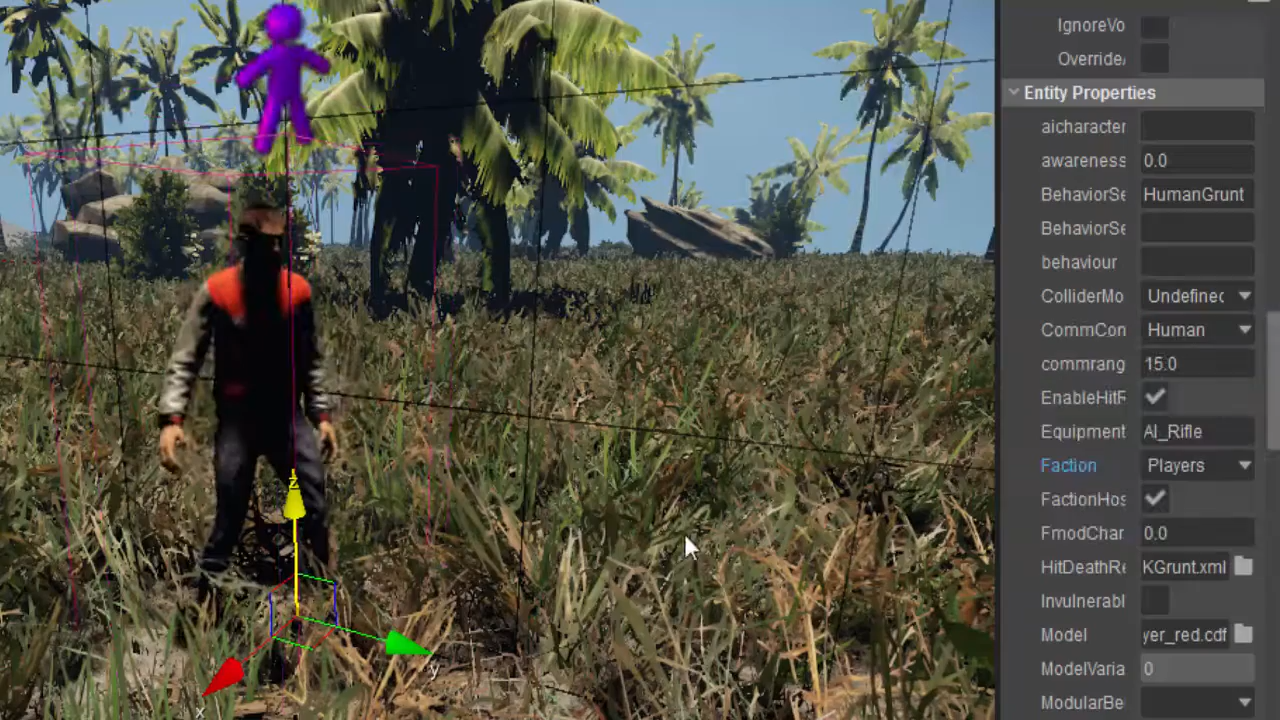 IgnoreVo
Override/
Entity Properties
aicharacter
awareness 0.0
BehaviorSe HumanGrunt
BehaviorSe
behaviour
ColliderMo Undefinec
CommCon Human
commrang 15.0
EnableHitR
Equipment AI_Rifle
Faction Players
FactionHos
FmodChar 0.0
HitDeathRe KGrunt.xml
Invulnerabl
Model yer_red.cdf
ModelVaria 0
ModularBe
z
y
x